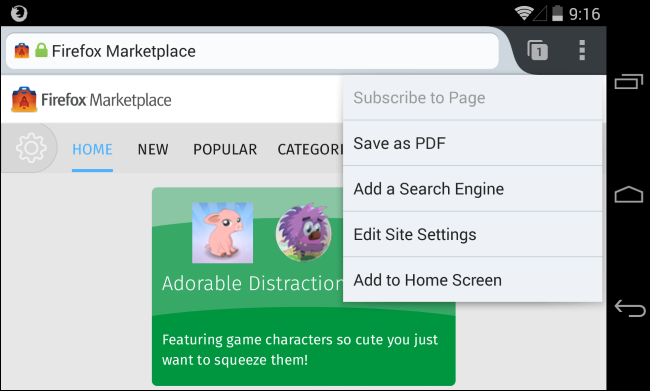 9:16
Firefox Marketplace
1
Firefox Marketplace
Subscribe to Page
Save as PDF
Add a Search Engine
Edit Site Settings
Add to Home Screen
HOME NEW POPULAR CATEGORI
Adorable Distraction
Featuring game characters so cute you just
want to squeeze them!